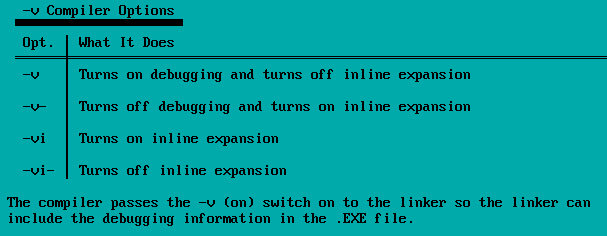 -v Compiler Options
Opt. What It Does
-v Turns on debugging and turns off inline expansion
-v- Turns off debugging and turns on inline expansion
-vi Turns on inline expansion
-vi- Turns off inline expansion
The compiler passes the -v (on) switch on to the linker so the linker can
include the debugging information in the .EXE file.